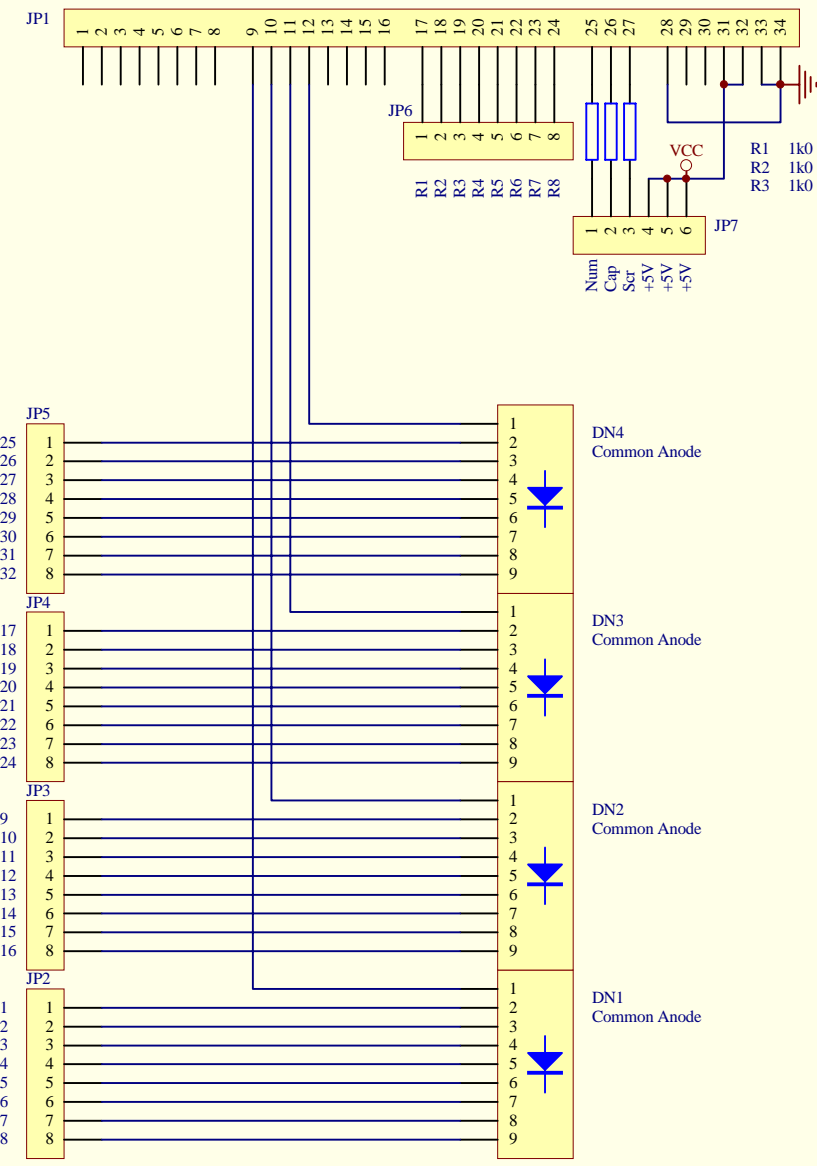 JP1
1 2 3 4 5 6 7 8 9 10 11 12 13 14 15 16 17 18 19 20 21 22 23 24 25 26 27 28 29 30 31 32 33 34
JP6
1 2 3 4 5 6 7 8
R1 R2 R3 R4 R5 R6 R7 R8
VCC
R1 1k0
R2 1k0
R3 1k0
JP7
1 2 3 4 5 6
Num Cap Scr +5V +5V +5V
JP5
25 1
26 2
27 3
28 4
29 5
30 6
31 7
32 8
1
2
3
4
5
6
7
8
9
DN4
Common Anode
JP4
17 1
18 2
19 3
20 4
21 5
22 6
23 7
24 8
1
2
3
4
5
6
7
8
9
DN3
Common Anode
JP3
9 1
10 2
11 3
12 4
13 5
14 6
15 7
16 8
1
2
3
4
5
6
7
8
9
DN2
Common Anode
JP2
1 1
2 2
3 3
4 4
5 5
6 6
7 7
8 8
1
2
3
4
5
6
7
8
9
DN1
Common Anode